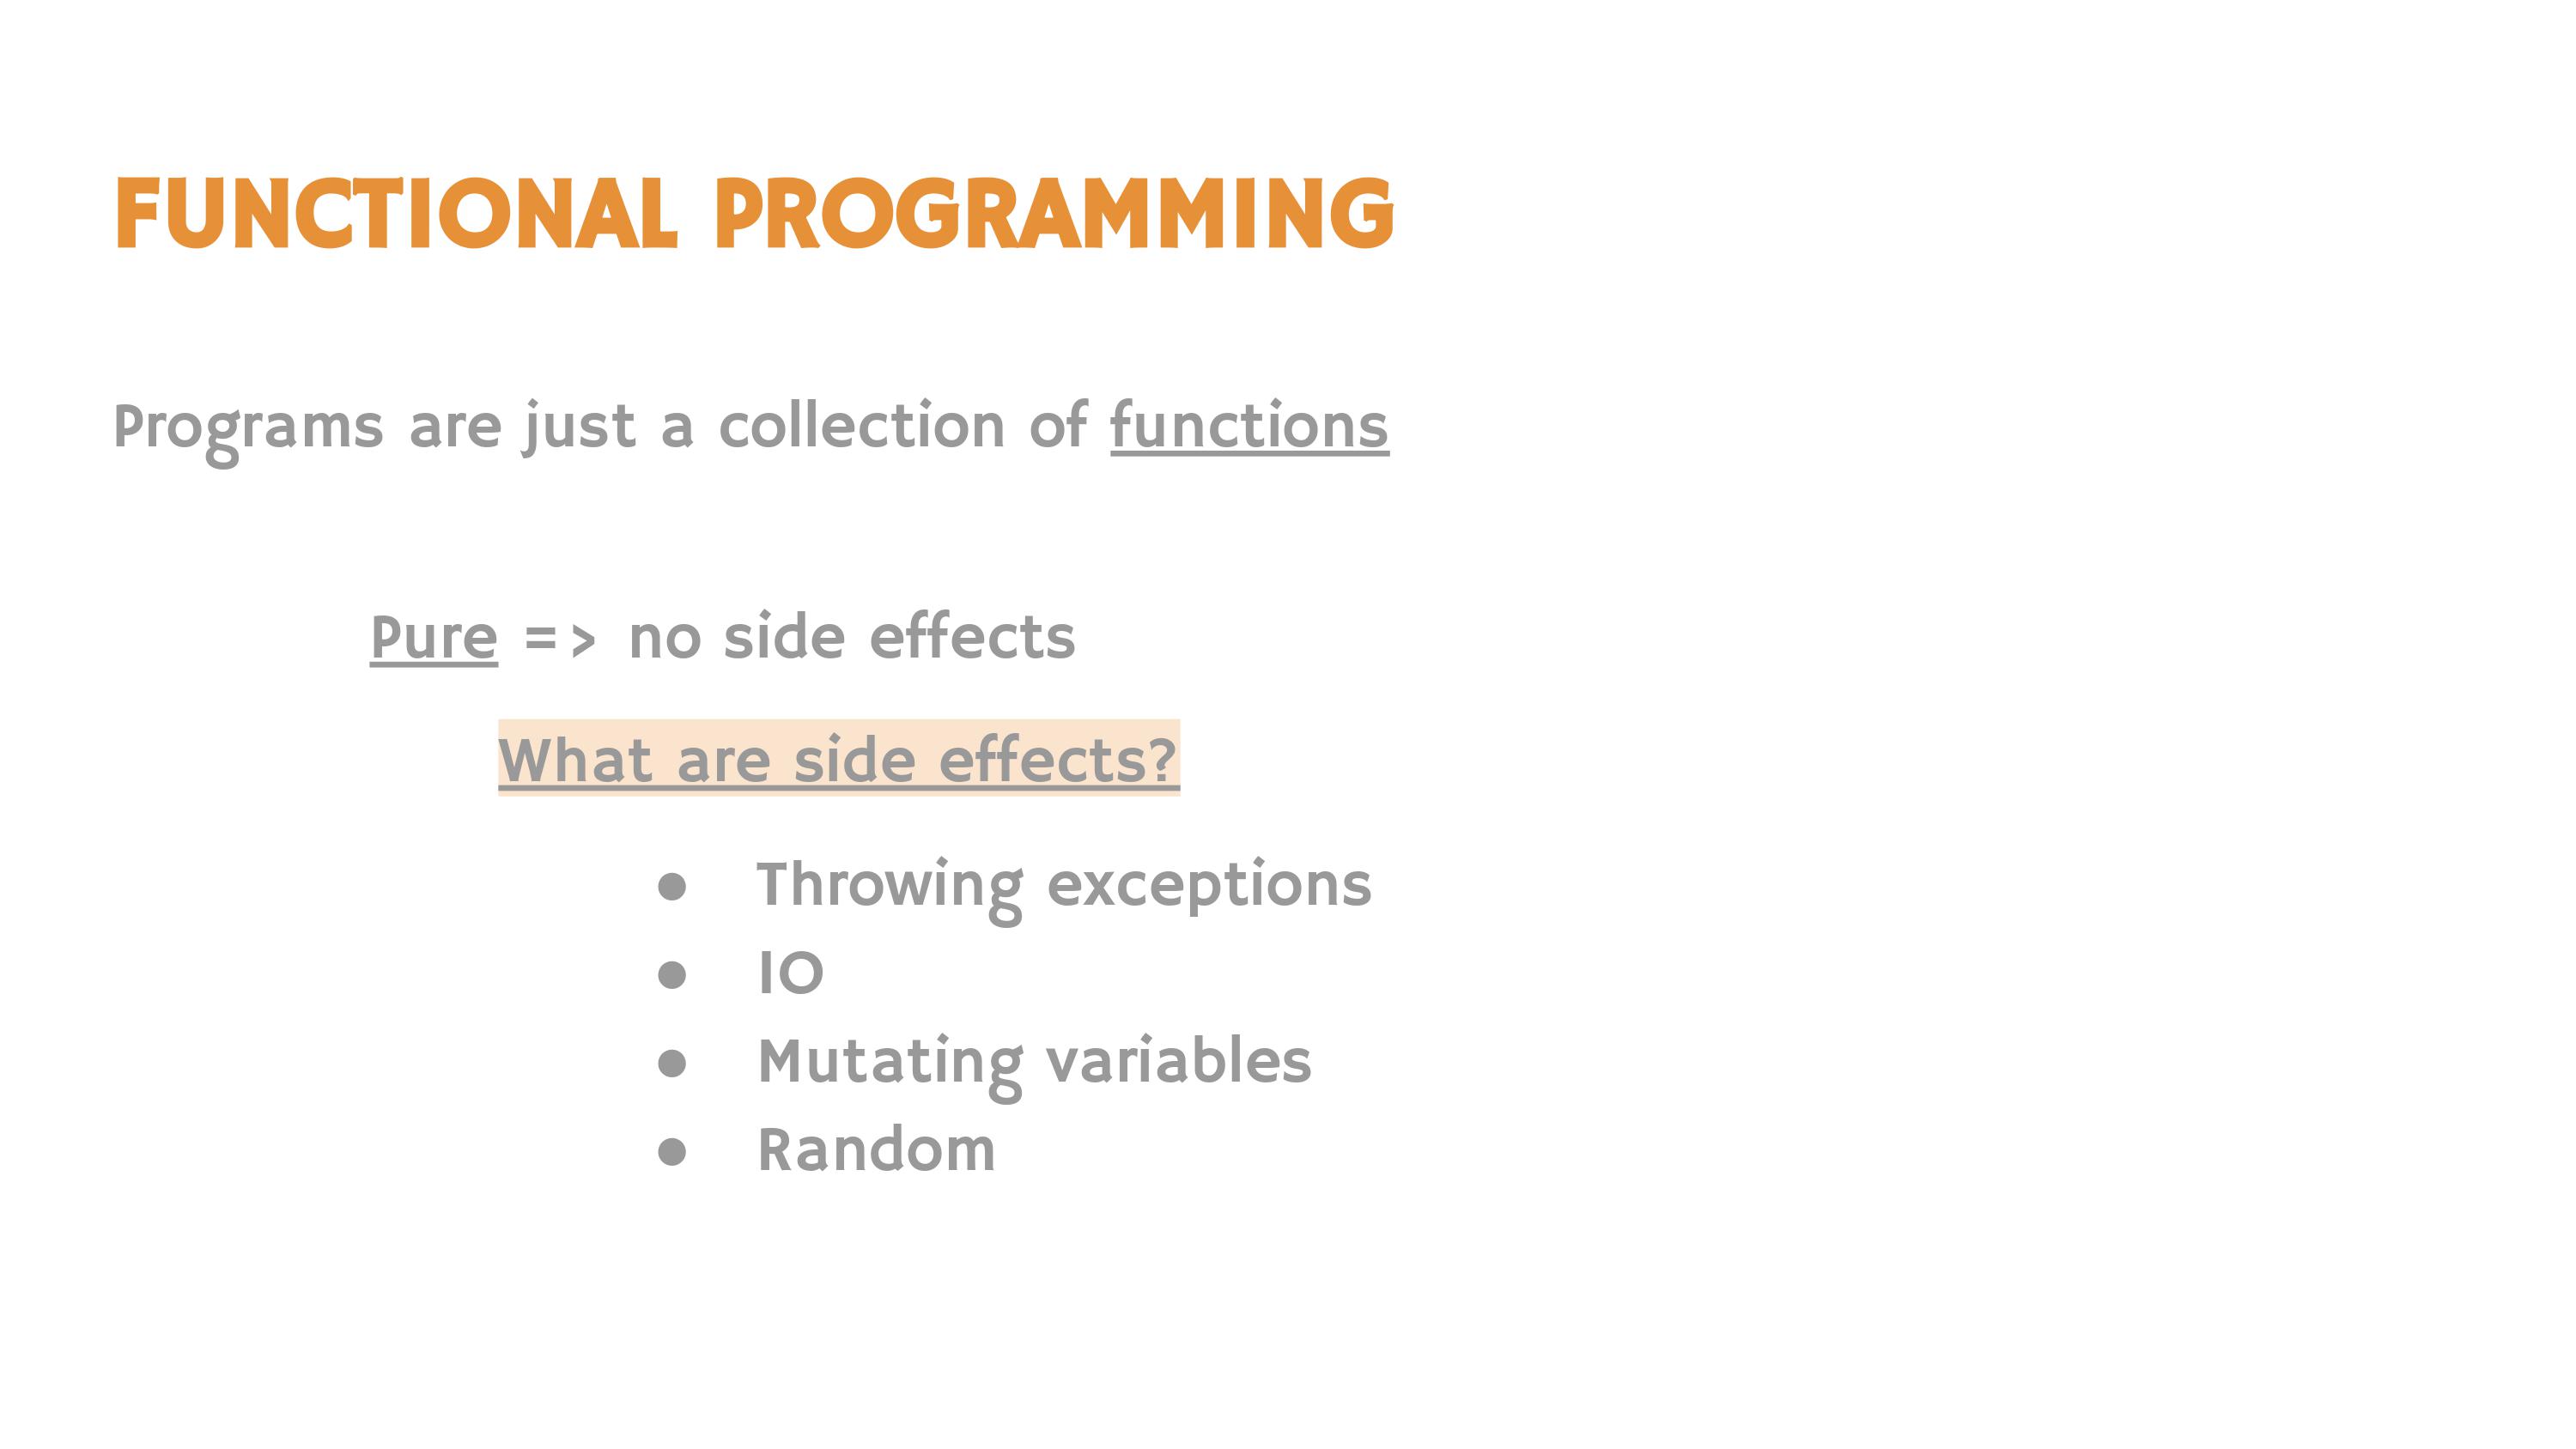 FUNCTIONAL PROGRAMMING
Programs are just a collection of functions
Pure => no side effects
What are side effects?
● Throwing exceptions
● IO
● Mutating variables
● Random